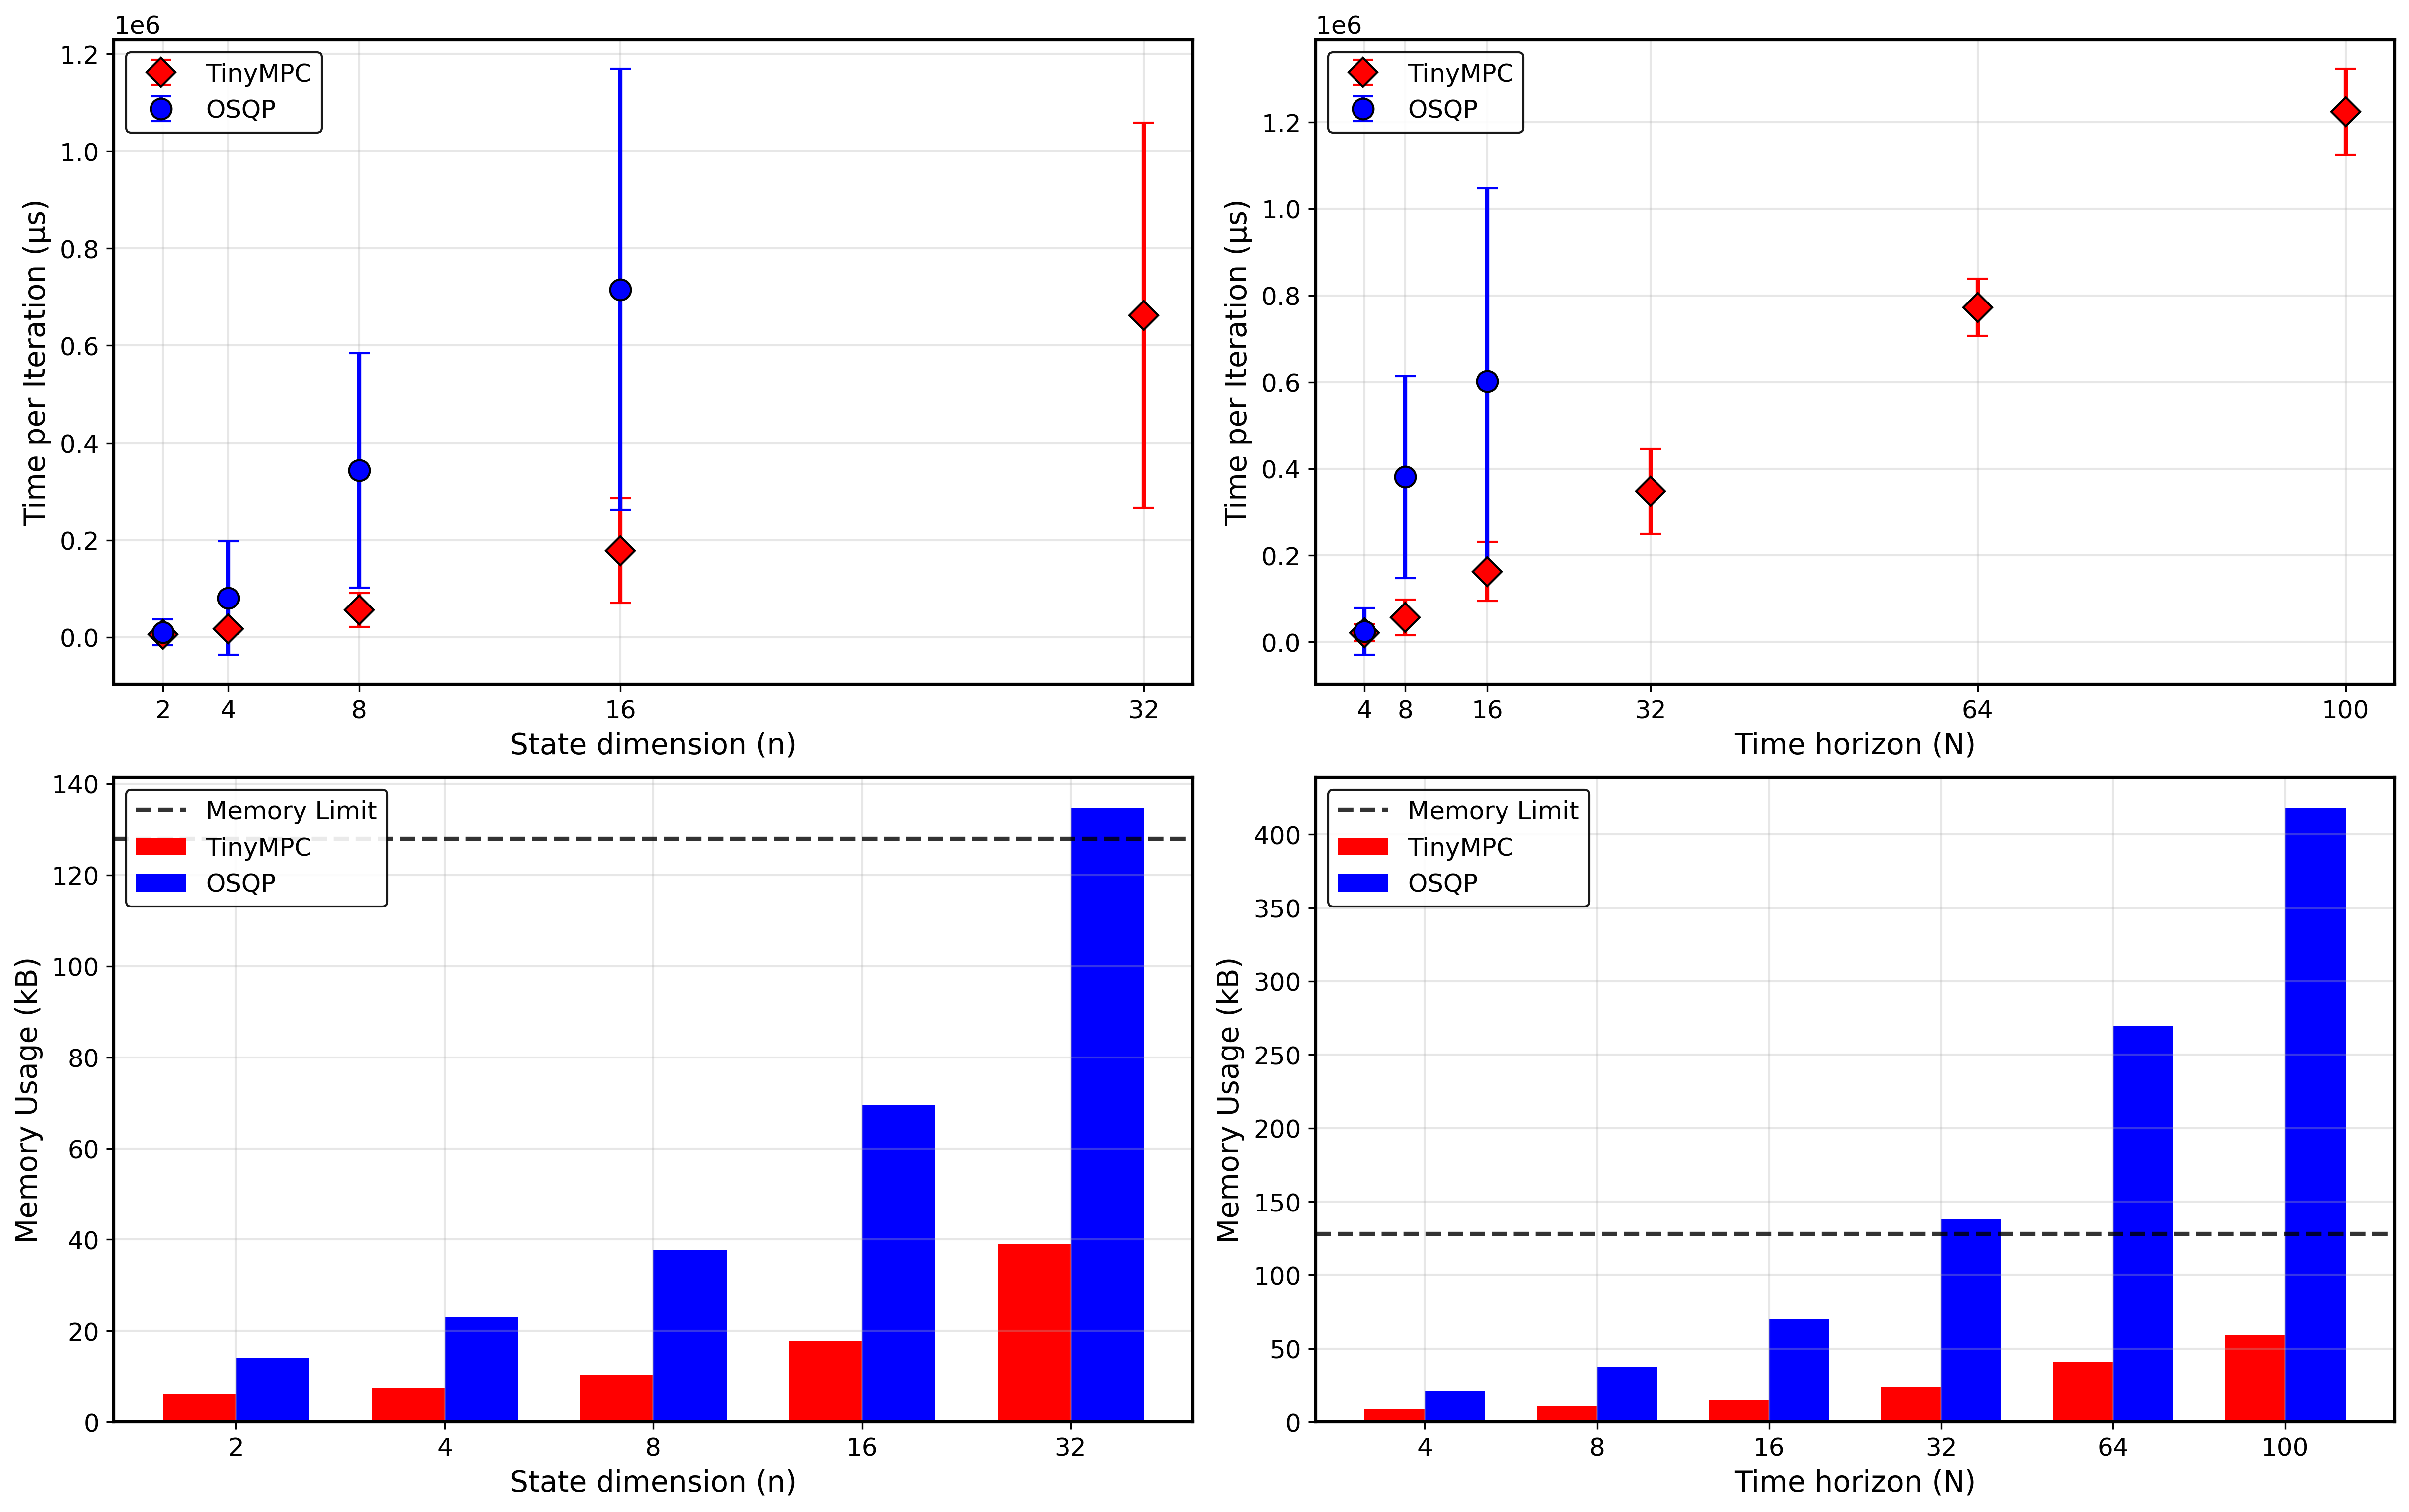 1e6
1.2
1.0
0.8
0.6
0.4
0.2
0.0
Time per Iteration (μs)
TinyMPC
OSQP
2 4 8 16 32
State dimension (n)
1e6
1.2
1.0
0.8
0.6
0.4
0.2
0.0
Time per Iteration (μs)
TinyMPC
OSQP
4 8 16 32 64 100
Time horizon (N)
140
120
100
80
60
40
20
0
Memory Usage (kB)
Memory Limit
TinyMPC
OSQP
2 4 8 16 32
State dimension (n)
400
350
300
250
200
150
100
50
0
Memory Usage (kB)
Memory Limit
TinyMPC
OSQP
4 8 16 32 64 100
Time horizon (N)